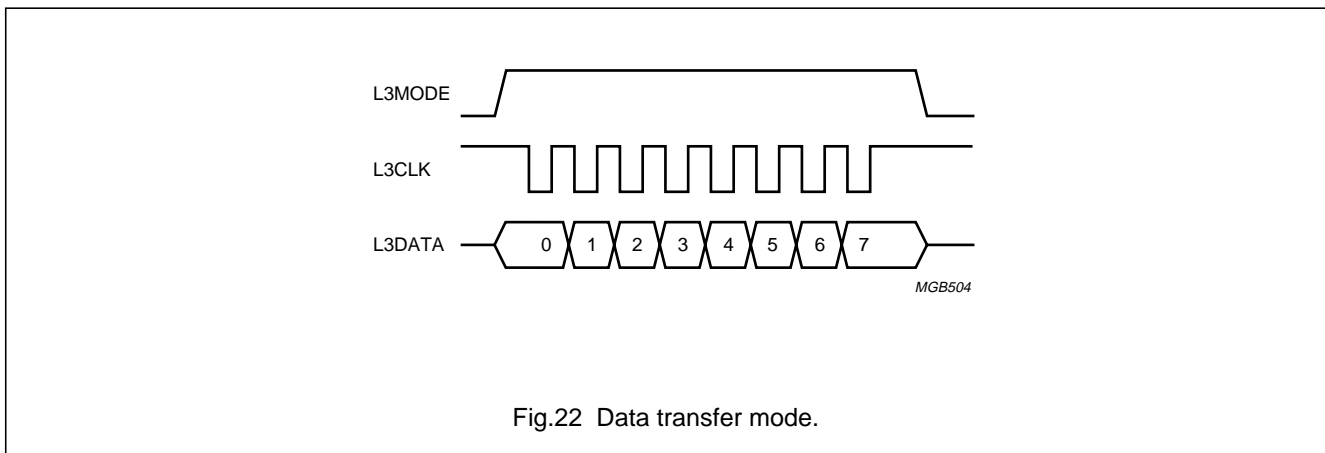 L3MODE
L3CLK
L3DATA 0 1 2 3 4 5 6 7
MGB504
Fig.22 Data transfer mode.